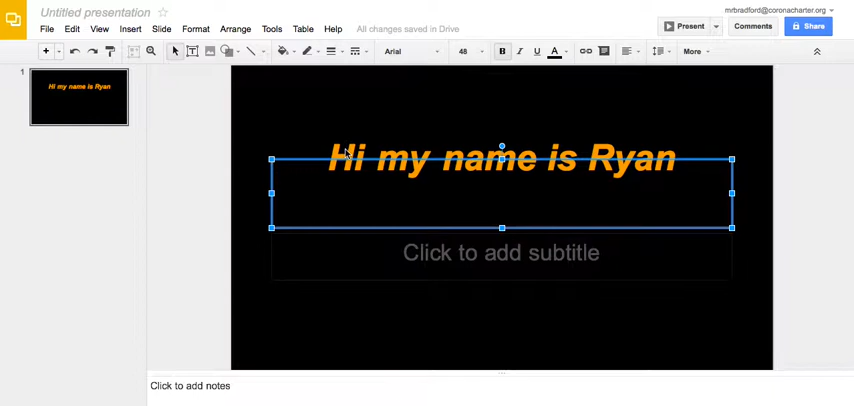 Untitled presentation
mrbradford@coronacharter.org
File Edit View Insert Slide Format Arrange Tools Table Help All changes saved in Drive
Present Comments Share
Arial 48 B I U A More
1
Hi my name is Ryan
Hi my name is Ryan
Click to add subtitle
Click to add notes